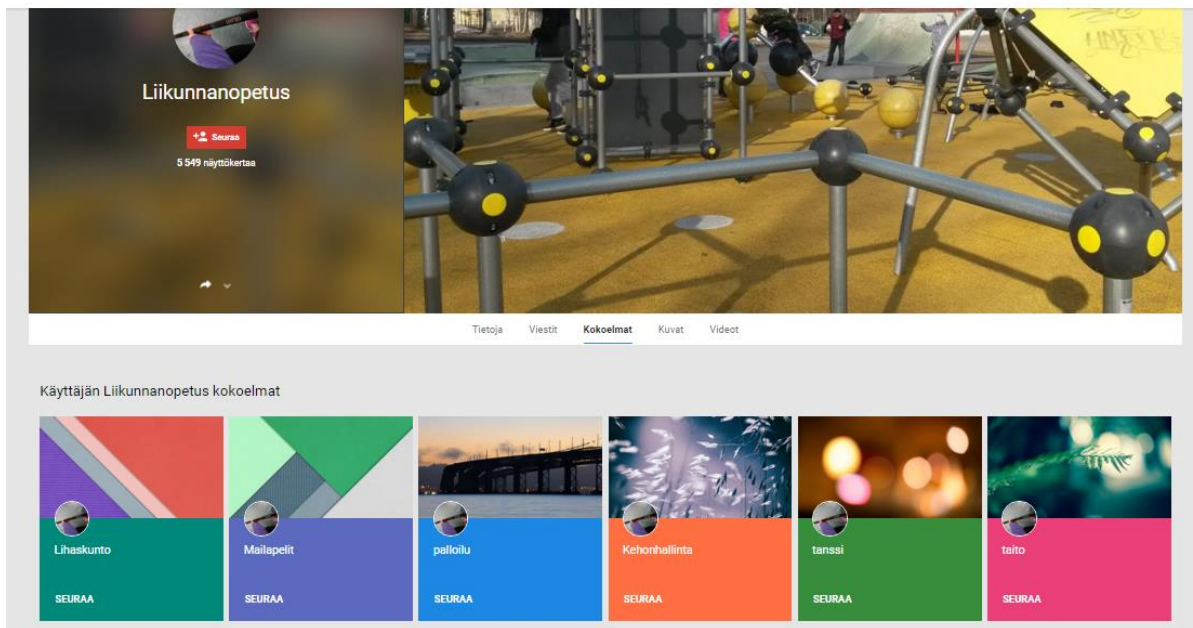 Liikunnanopetus
Seuraa
5 549 näyttökertaa
Tietoja Viestit Kokoelmat Kuvat Videot
Käyttäjän Liikunnanopetus kokoelmat
Lihaskunto Mailapelit palloilu Kehonhallinta tanssi taito
SEURAA SEURAA SEURAA SEURAA SEURAA SEURAA